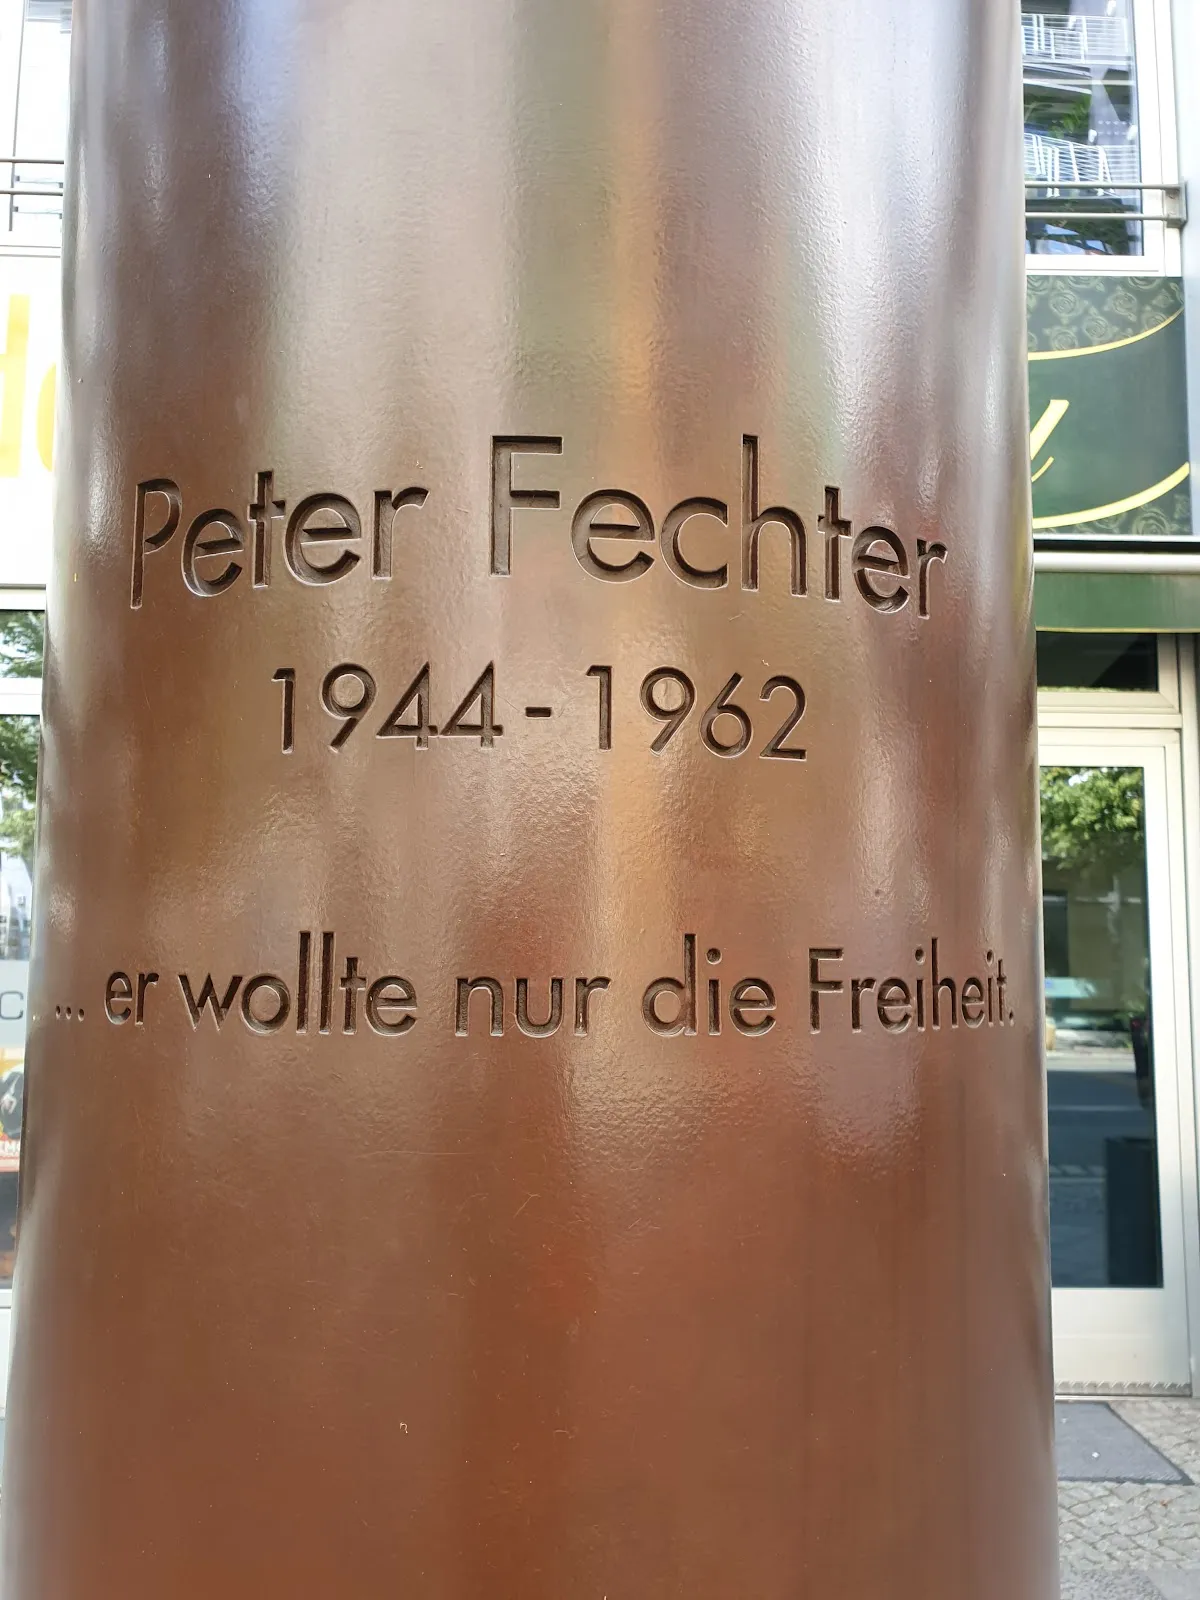 Peter Fechter
1944-1962
... er wollte nur die Freiheit.